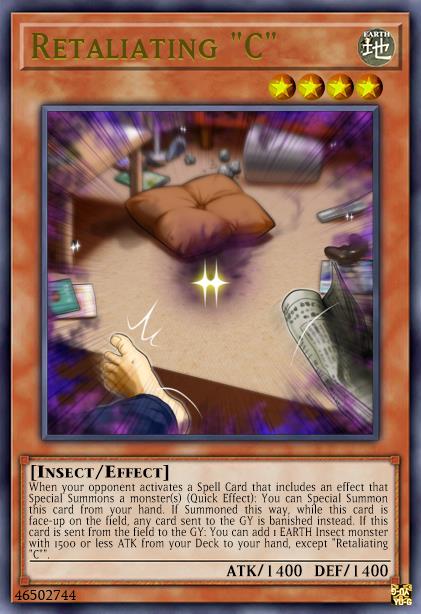 Retaliating "C"
EARTH
地
[Insect/Effect]
When your opponent activates a Spell Card that includes an effect that
Special Summons a monster(s) (Quick Effect): You can Special Summon
this card from your hand. If Summoned this way, while this card is
face-up on the field, any card sent to the GY is banished instead. If this
card is sent from the field to the GY: You can add 1 EARTH Insect monster
with 1500 or less ATK from your Deck to your hand, except "Retaliating
"C"".
ATK/1400 DEF/1400
46502744